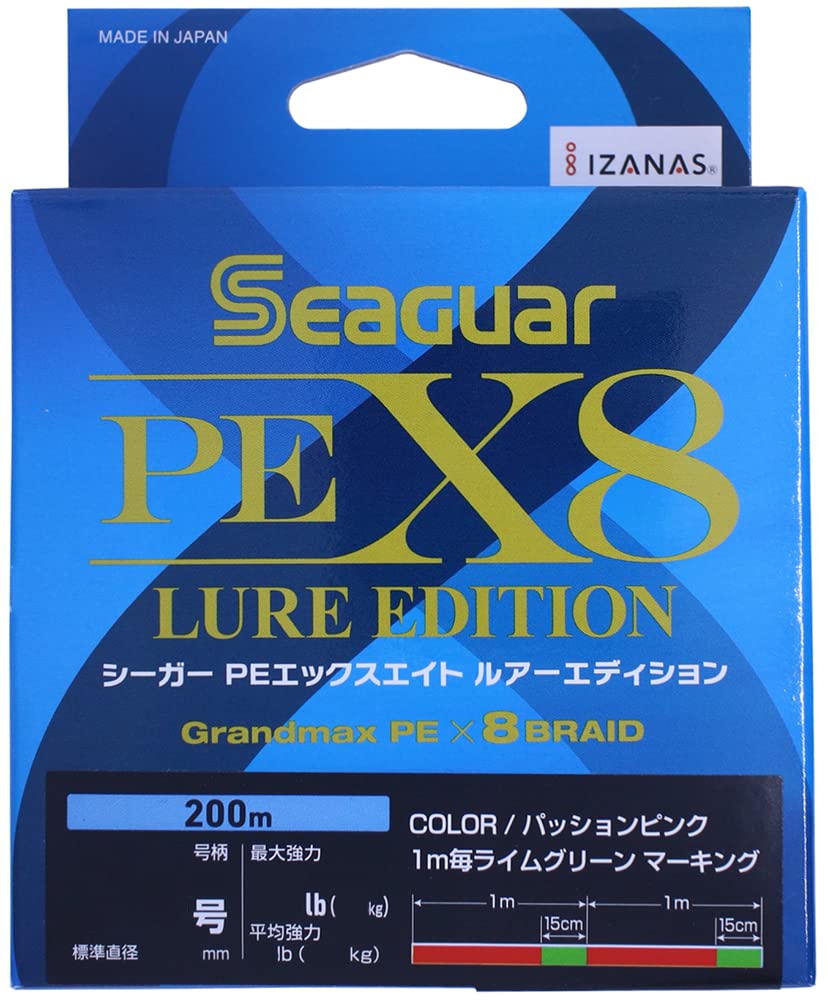 MADE IN JAPAN
IZANAS®
Seaguar
PEX8
LURE EDITION
シーガー PEエックスエイト ルアーエディション
Grandmax PE×8BRAID
200m
号柄 最大強力
号 lb( kg)
標準直径 mm
平均強力
lb( kg)
COLOR/パッションピンク
1m毎ライムグリーン マーキング
1m 1m
15cm 15cm